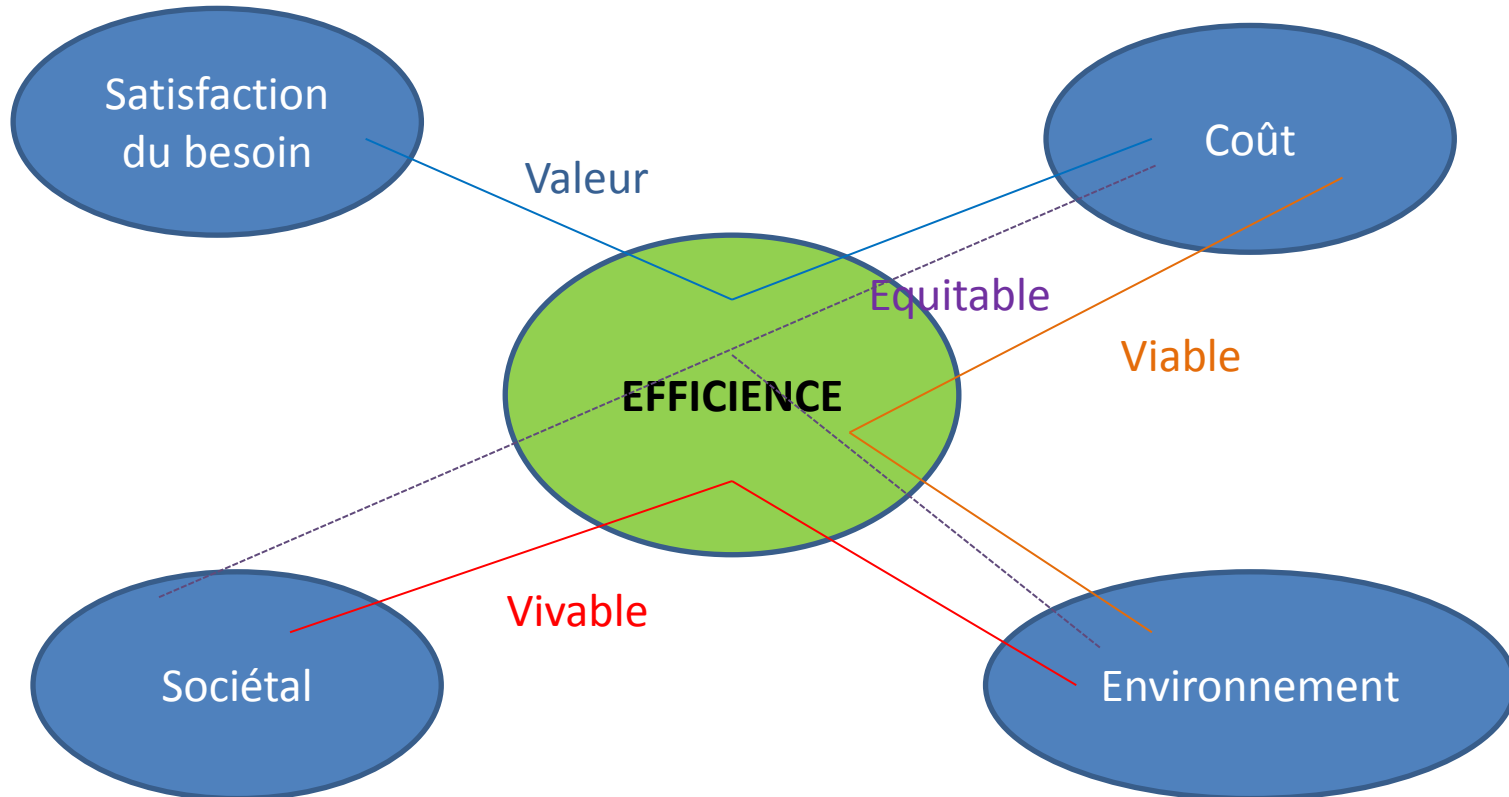 Satisfaction
du besoin
Coût
Valeur
Equitable
Viable
EFFICIENCE
Vivable
Sociétal
Environnement